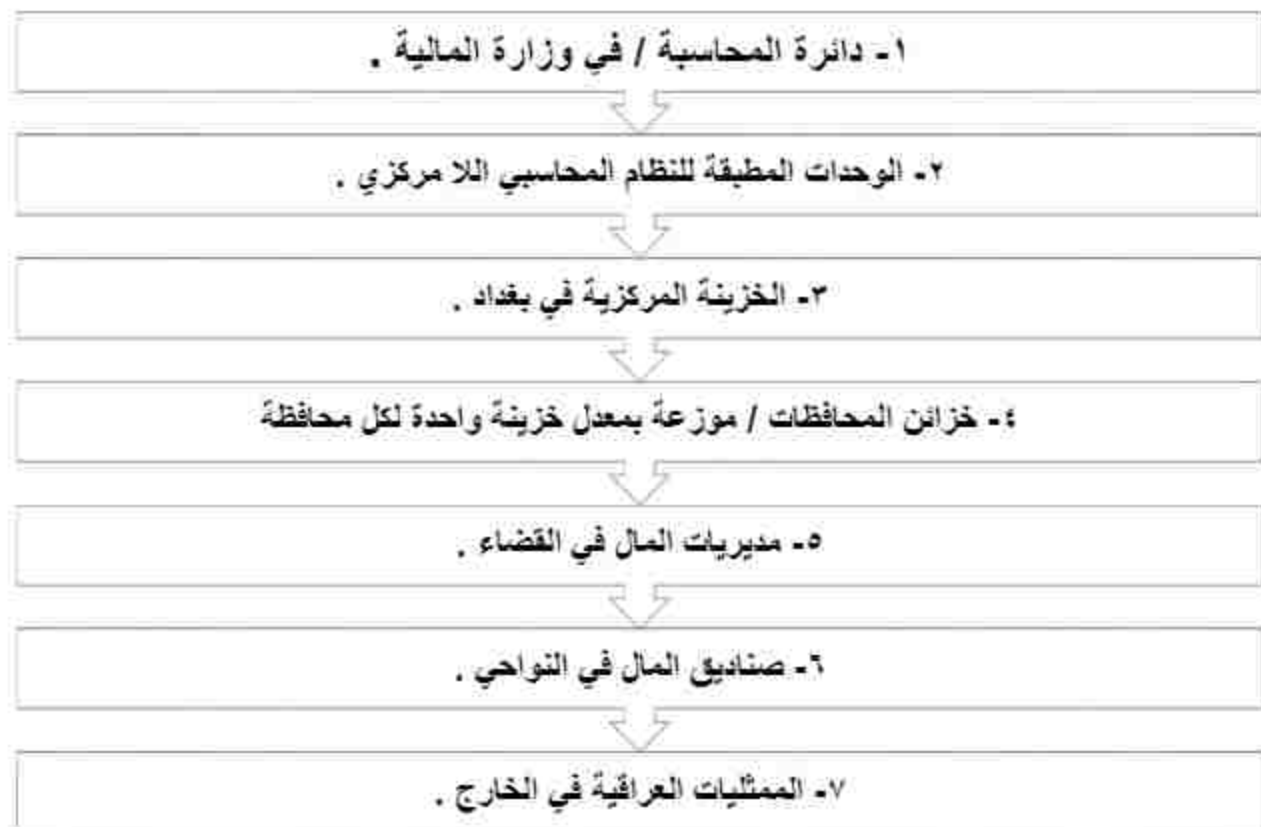 ١- دائرة المحاسبة / في وزارة المالية .
٢- الوحدات المطبقة للنظام المحاسبي اللا مركزي .
٣- الخزينة المركزية في بغداد .
٤- خزائن المحافظات / موزعة بمعدل خزينة واحدة لكل محافظة
٥- مديريات المال في القضاء .
٦- صناديق المال في النواحي .
٧- الممثليات العراقية في الخارج .